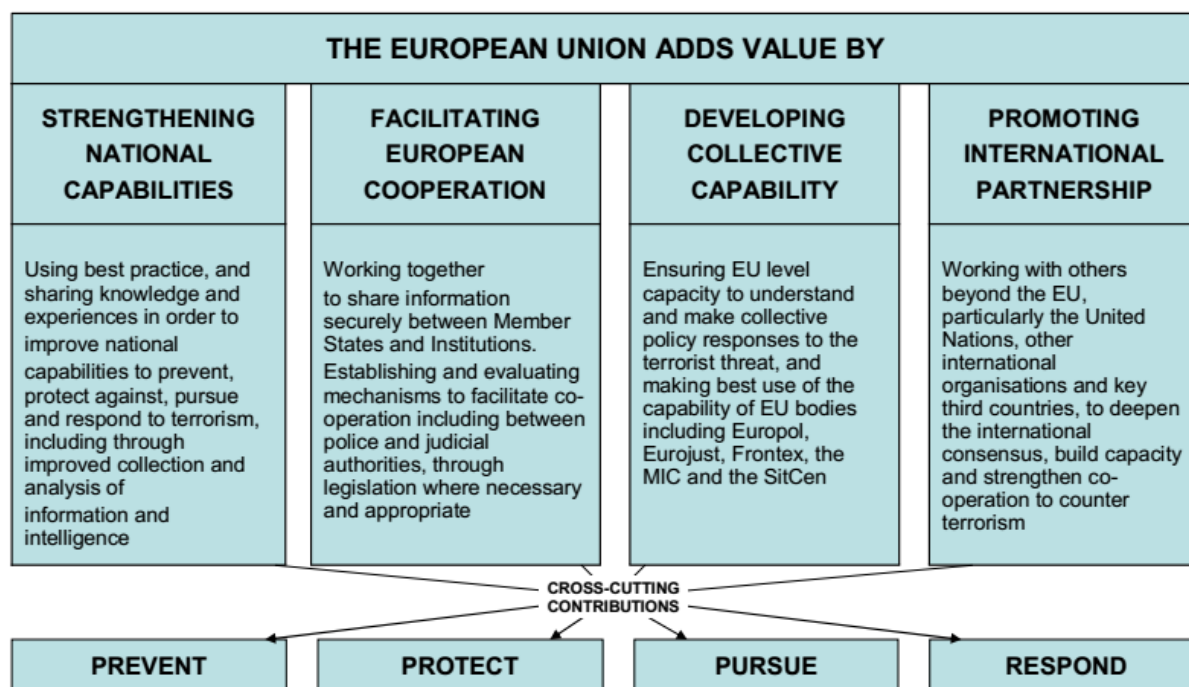 THE EUROPEAN UNION ADDS VALUE BY
STRENGTHENING
NATIONAL
CAPABILITIES
Using best practice, and
sharing knowledge and
experiences in order to
improve national
capabilities to prevent,
protect against, pursue
and respond to terrorism,
including through
improved collection and
analysis of
information and
intelligence
FACILITATING
EUROPEAN
COOPERATION
Working together
to share information
securely between Member
States and Institutions.
Establishing and evaluating
mechanisms to facilitate co-
operation including between
police and judicial
authorities, through
legislation where necessary
and appropriate
DEVELOPING
COLLECTIVE
CAPABILITY
Ensuring EU level
capacity to understand
and make collective
policy responses to the
terrorist threat, and
making best use of the
capability of EU bodies
including Europol,
Eurojust, Frontex, the
MIC and the SitCen
PROMOTING
INTERNATIONAL
PARTNERSHIP
Working with others
beyond the EU,
particularly the United
Nations, other
international
organisations and key
third countries, to deepen
the international
consensus, build capacity
and strengthen co-
operation to counter
terrorism
CROSS-CUTTING
CONTRIBUTIONS
PREVENT
PROTECT
PURSUE
RESPOND